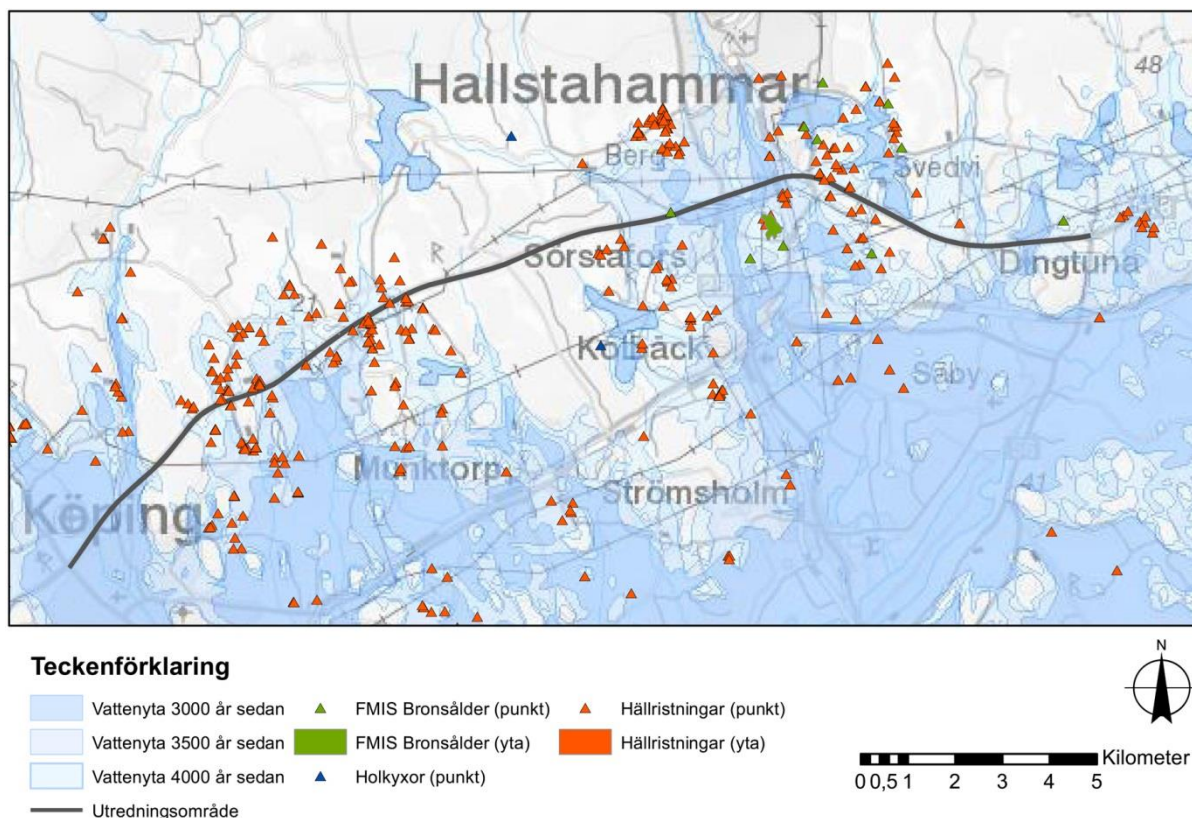 48
Hallstahammar
Berg
Svedvi
Sörstafors
Dingtuna
21
Kolbäck
Säby
Munktorp
Strömsholm
41
Köping
Teckenförklaring
Vattenyta 3000 år sedan
FMIS Bronsålder (punkt)
Hällristningar (punkt)
Vattenyta 3500 år sedan
FMIS Bronsålder (yta)
Hällristningar (yta)
Vattenyta 4000 år sedan
Holkyxor (punkt)
Utredningsområde
N
Kilometer
0 0,5 1 2 3 4 5